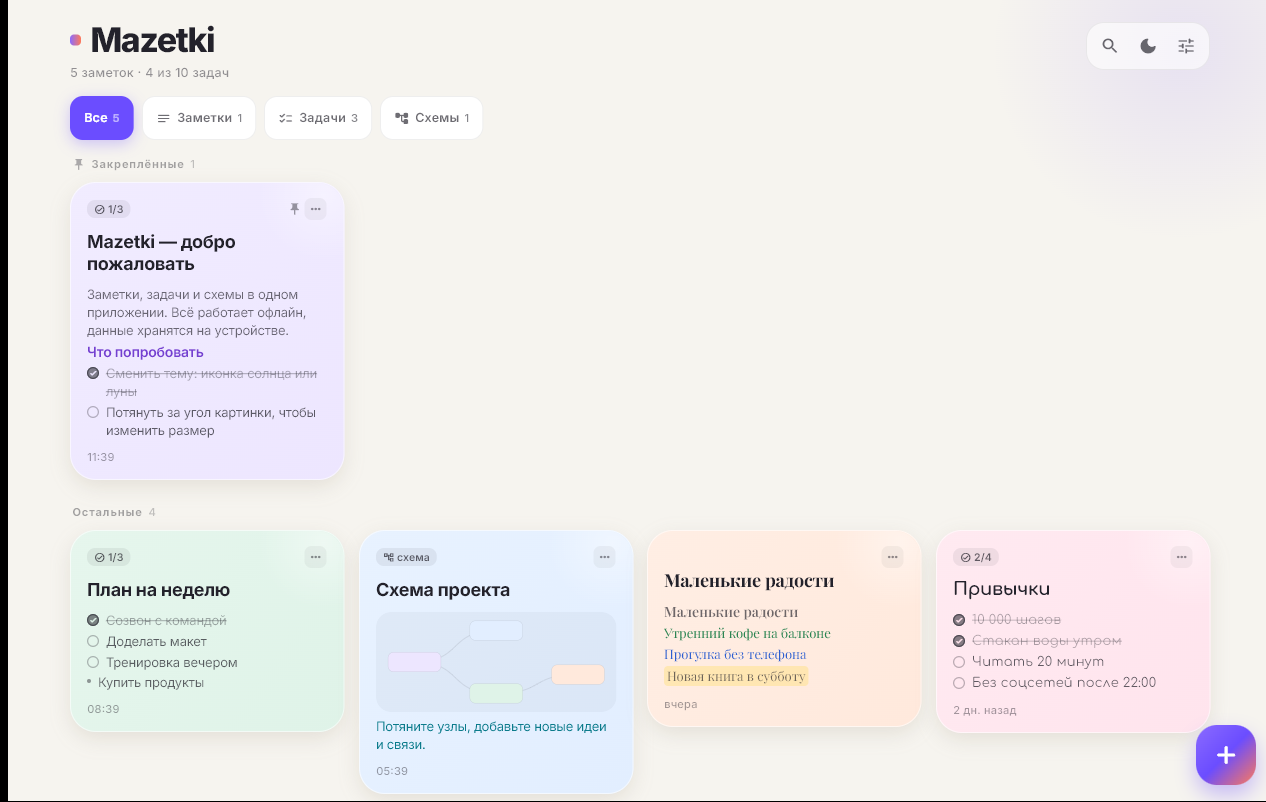 Mazetki
5 заметок · 4 из 10 задач
Все 5
Заметки 1
Задачи 3
Схемы 1
Закреплённые 1
1/3
Mazetki — добро
пожаловать
Заметки, задачи и схемы в одном
приложении. Всё работает офлайн,
данные хранятся на устройстве.
Что попробовать
Сменить тему: иконка солнца или
луны
Потянуть за угол картинки, чтобы
изменить размер
11:39
Остальные 4
1/3
План на неделю
Созвон с командой
Доделать макет
Тренировка вечером
• Купить продукты
08:39
схема
Схема проекта
Потяните узлы, добавьте новые идеи
и связи.
05:39
Маленькие радости
Маленькие радости
Утренний кофе на балконе
Прогулка без телефона
Новая книга в субботу
вчера
2/4
Привычки
10 000 шагов
Стакан воды утром
Читать 20 минут
Без соцсетей после 22:00
2 дн. назад